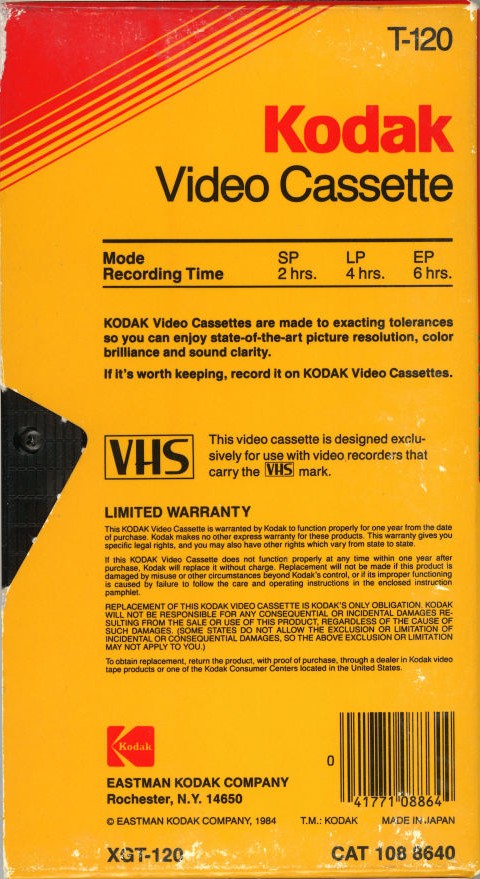 T-120
Kodak
Video Cassette
Mode SP LP EP
Recording Time 2 hrs. 4 hrs. 6 hrs.
KODAK Video Cassettes are made to exacting tolerances
so you can enjoy state-of-the-art picture resolution, color
brilliance and sound clarity.
If it's worth keeping, record it on KODAK Video Cassettes.
VHS
This video cassette is designed exclu-
sively for use with video recorders that
carry the VHS mark.
LIMITED WARRANTY
This KODAK Video Cassette is warranted by Kodak to function properly for one year from the date
of purchase. Kodak makes no other express warranty for these products. This warranty gives you
specific legal rights, and you may also have other rights which vary from state to state.
If this KODAK Video Cassette does not function properly at any time within one year after
purchase, Kodak will replace it without charge. Replacement will not be made if this product is
damaged by misuse or other circumstances beyond Kodak's control, or if its improper functioning
is caused by failure to follow the care and operating instructions in the enclosed instruction
pamphlet.
REPLACEMENT OF THIS KODAK VIDEO CASSETTE IS KODAK'S ONLY OBLIGATION. KODAK
WILL NOT BE RESPONSIBLE FOR ANY CONSEQUENTIAL OR INCIDENTAL DAMAGES RE-
SULTING FROM THE SALE OR USE OF THIS PRODUCT, REGARDLESS OF THE CAUSE OF
SUCH DAMAGES. (SOME STATES DO NOT ALLOW THE EXCLUSION OR LIMITATION OF
INCIDENTAL OR CONSEQUENTIAL DAMAGES, SO THE ABOVE EXCLUSION OR LIMITATION
MAY NOT APPLY TO YOU.)
To obtain replacement, return the product, with proof of purchase, through a dealer in Kodak video
tape products or one of the Kodak Consumer Centers located in the United States.
Kodak
0 41771 08864
EASTMAN KODAK COMPANY
Rochester, N.Y. 14650
© EASTMAN KODAK COMPANY, 1984 T.M.: KODAK MADE IN JAPAN
XGT-120 CAT 108 8640